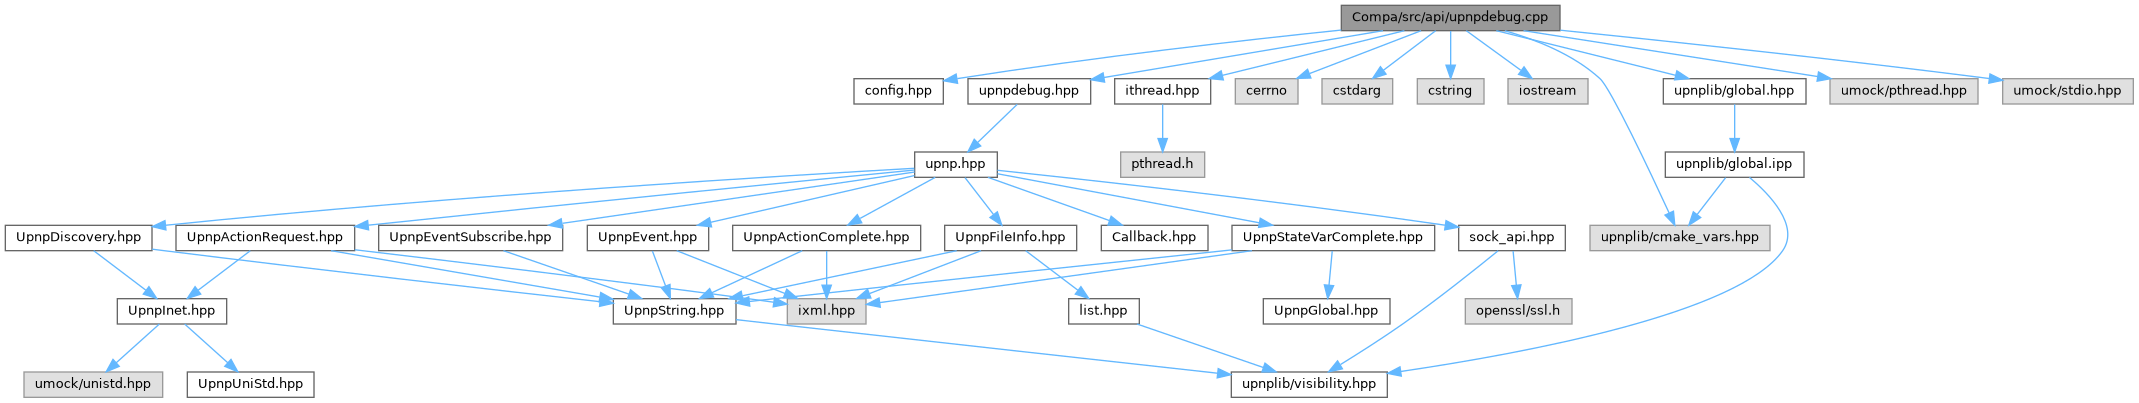 Compa/src/api/upnpdebug.cpp
config.hpp
upnpdebug.hpp
ithread.hpp
cerrno
cstdarg
cstring
iostream
upnplib/global.hpp
umock/pthread.hpp
umock/stdio.hpp
upnp.hpp
pthread.h
upnplib/global.ipp
UpnpDiscovery.hpp
UpnpActionRequest.hpp
UpnpEventSubscribe.hpp
UpnpEvent.hpp
UpnpActionComplete.hpp
UpnpFileInfo.hpp
Callback.hpp
UpnpStateVarComplete.hpp
sock_api.hpp
upnplib/cmake_vars.hpp
UpnpInet.hpp
UpnpString.hpp
ixml.hpp
list.hpp
UpnpGlobal.hpp
openssl/ssl.h
umock/unistd.hpp
UpnpUniStd.hpp
upnplib/visibility.hpp